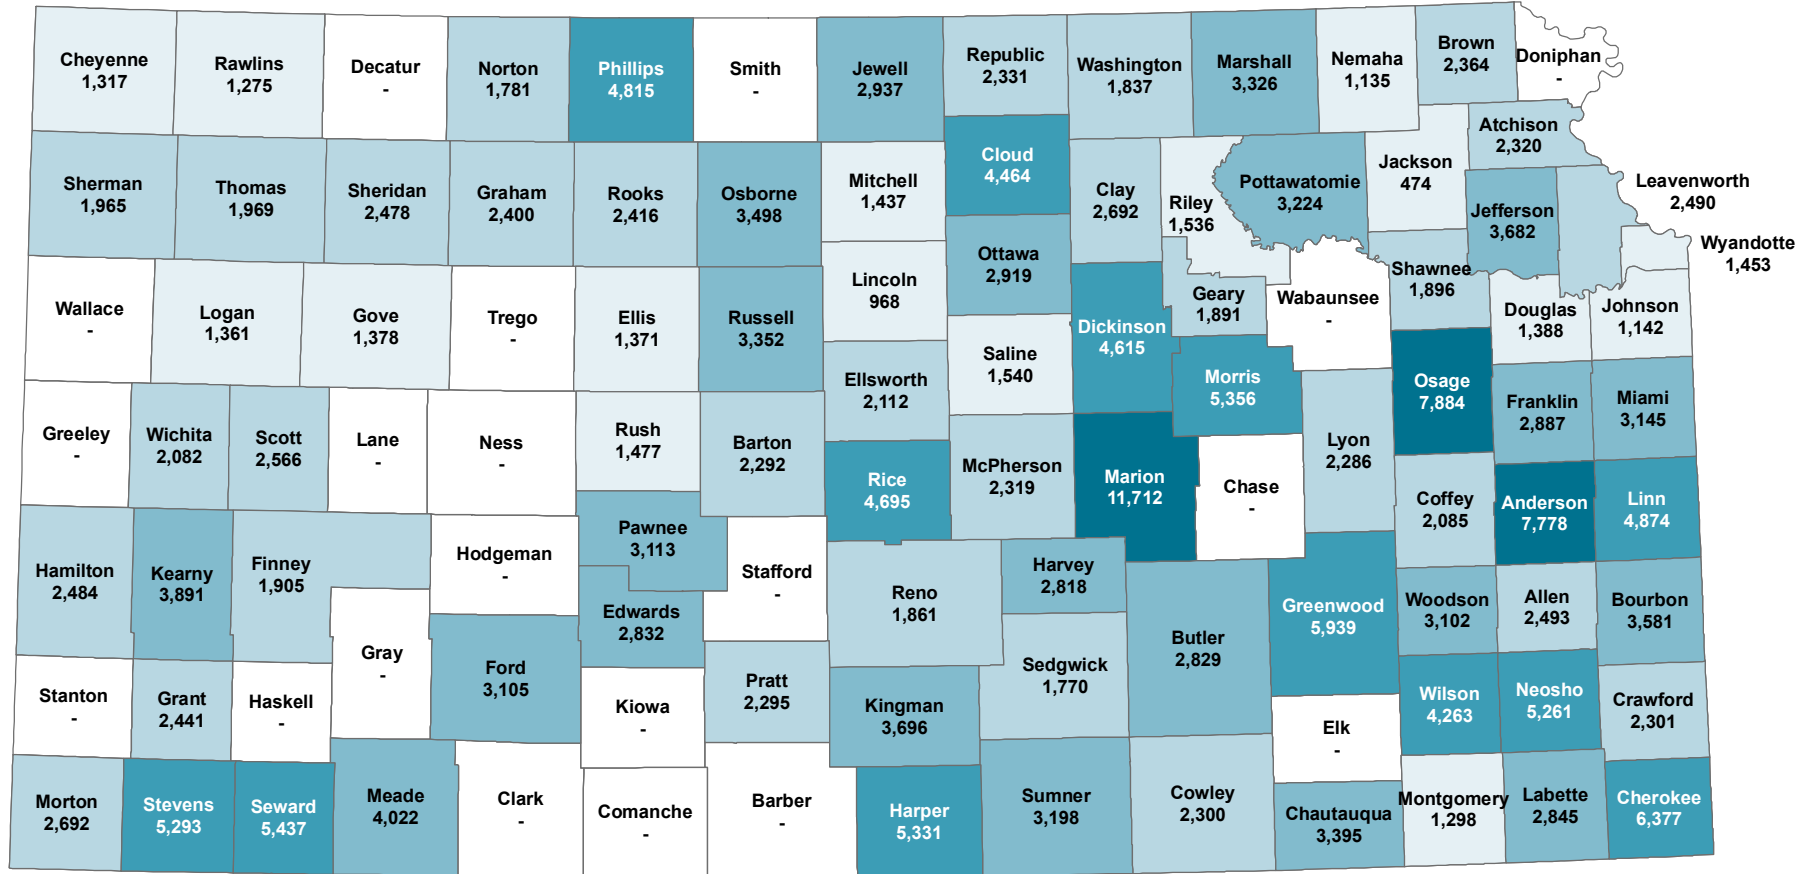 Cheyenne
1,317
Rawlins
1,275
Decatur
-
Norton
1,781
Phillips
4,815
Smith
-
Jewell
2,937
Republic
2,331
Washington
1,837
Marshall
3,326
Nemaha
1,135
Brown
2,364
Doniphan
-
Sherman
1,965
Thomas
1,969
Sheridan
2,478
Graham
2,400
Rooks
2,416
Osborne
3,498
Mitchell
1,437
Cloud
4,464
Clay
2,692
Riley
1,536
Pottawatomie
3,224
Jackson
474
Atchison
2,320
Jefferson
3,682
Leavenworth
2,490
Wyandotte
1,453
Wallace
-
Logan
1,361
Gove
1,378
Trego
-
Ellis
1,371
Russell
3,352
Lincoln
968
Ottawa
2,919
Saline
1,540
Dickinson
4,615
Geary
1,891
Wabaunsee
-
Shawnee
1,896
Douglas
1,388
Johnson
1,142
Greeley
-
Wichita
2,082
Scott
2,566
Lane
-
Ness
-
Rush
1,477
Barton
2,292
Ellsworth
2,112
Rice
4,695
McPherson
2,319
Marion
11,712
Morris
5,356
Chase
-
Lyon
2,286
Osage
7,884
Franklin
2,887
Miami
3,145
Coffey
2,085
Anderson
7,778
Linn
4,874
Hamilton
2,484
Kearny
3,891
Finney
1,905
Hodgeman
-
Pawnee
3,113
Edwards
2,832
Stafford
-
Reno
1,861
Harvey
2,818
Sedgwick
1,770
Butler
2,829
Greenwood
5,939
Woodson
3,102
Allen
2,493
Bourbon
3,581
Stanton
-
Grant
2,441
Haskell
-
Gray
-
Ford
3,105
Kiowa
-
Pratt
2,295
Kingman
3,696
Elk
-
Wilson
4,263
Neosho
5,261
Crawford
2,301
Morton
2,692
Stevens
5,293
Seward
5,437
Meade
4,022
Clark
-
Comanche
-
Barber
-
Harper
5,331
Sumner
3,198
Cowley
2,300
Chautauqua
3,395
Montgomery
1,298
Labette
2,845
Cherokee
6,377